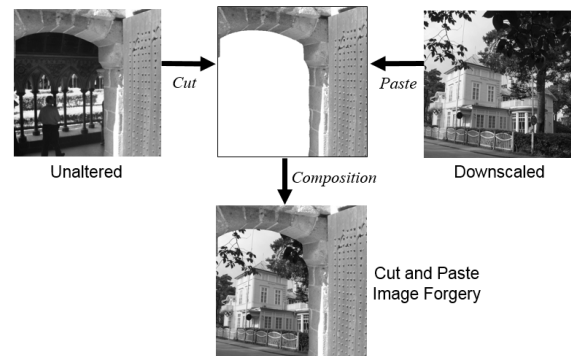 Cut
Paste
Unaltered
Composition
Downscaled
Cut and Paste
Image Forgery